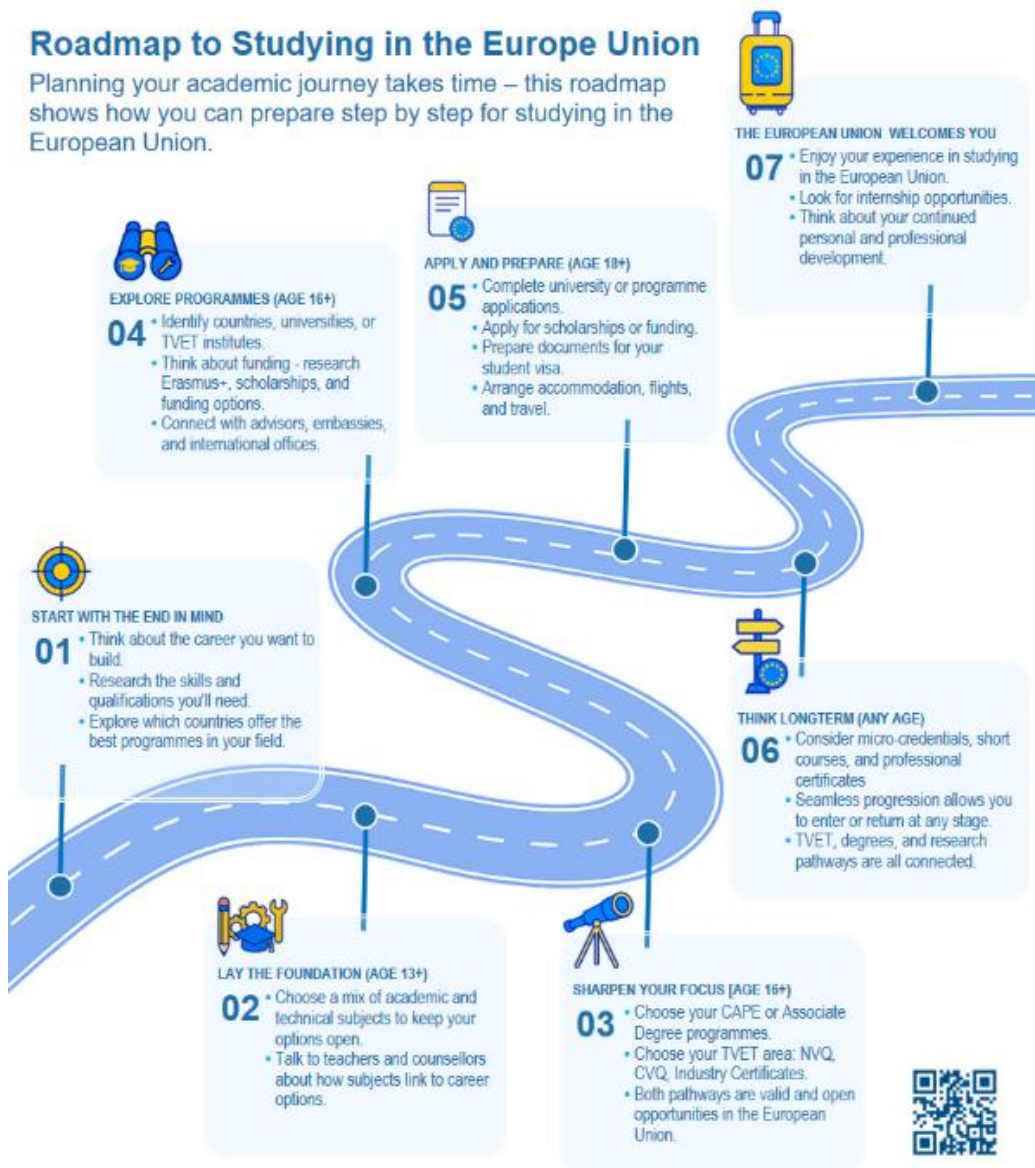 Roadmap to Studying in the Europe Union
Planning your academic journey takes time – this roadmap
shows how you can prepare step by step for studying in the
European Union.
START WITH THE END IN MIND
01
• Think about the career you want to
build.
• Research the skills and
qualifications you'll need.
• Explore which countries offer the
best programmes in your field.
LAY THE FOUNDATION (AGE 13+)
02
• Choose a mix of academic and
technical subjects to keep your
options open.
• Talk to teachers and counsellors
about how subjects link to career
options.
SHARPEN YOUR FOCUS [AGE 16+)
03
• Choose your CAPE or Associate
Degree programmes.
• Choose your TVET area: NVQ,
CVQ, Industry Certificates.
• Both pathways are valid and open
opportunities in the European
Union.
EXPLORE PROGRAMMES (AGE 16+)
04
• Identify countries, universities, or
TVET institutes.
• Think about funding - research
Erasmus+, scholarships, and
funding options.
• Connect with advisors, embassies,
and international offices.
APPLY AND PREPARE (AGE 18+)
05
• Complete university or programme
applications.
• Apply for scholarships or funding.
• Prepare documents for your
student visa.
• Arrange accommodation, flights,
and travel.
THINK LONGTERM (ANY AGE)
06
• Consider micro-credentials, short
courses, and professional
certificates
• Seamless progression allows you
to enter or return at any stage.
• TVET, degrees, and research
pathways are all connected.
THE EUROPEAN UNION WELCOMES YOU
07
• Enjoy your experience in studying
in the European Union.
• Look for internship opportunities.
• Think about your continued
personal and professional
development.